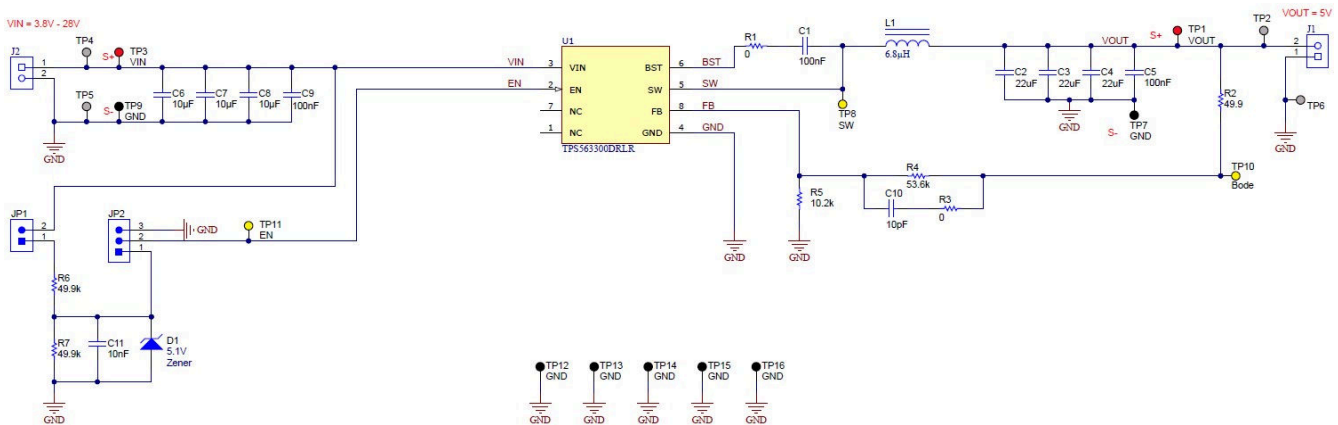 VIN = 3.8V - 28V
J2
1
2
TP4
S+
TP3
VIN
TP5
S-
TP9
GND
C6
10µF
C7
10µF
C8
10µF
C9
100nF
GND
VIN
EN
U1
3
VIN
2
EN
7
NC
1
NC
BST
6
SW
5
FB
8
GND
4
TPS563300DRLR
BST
SW
FB
GND
R1
0
C1
100nF
L1
6.8µH
TP8
SW
VOUT
S+
TP1
VOUT
TP2
VOUT = 5V
J1
2
1
C2
22uF
C3
22uF
C4
22uF
C5
100nF
GND
S-
TP7
GND
R2
49.9
TP6
GND
TP10
Bode
R4
53.6k
C10
10pF
R3
0
R5
10.2k
GND
GND
JP1
2
1
JP2
3
2
1
GND
TP11
EN
R6
49.9k
R7
49.9k
C11
10nF
D1
5.1V
Zener
GND
TP12
GND
TP13
GND
TP14
GND
TP15
GND
TP16
GND
GND
GND
GND
GND
GND